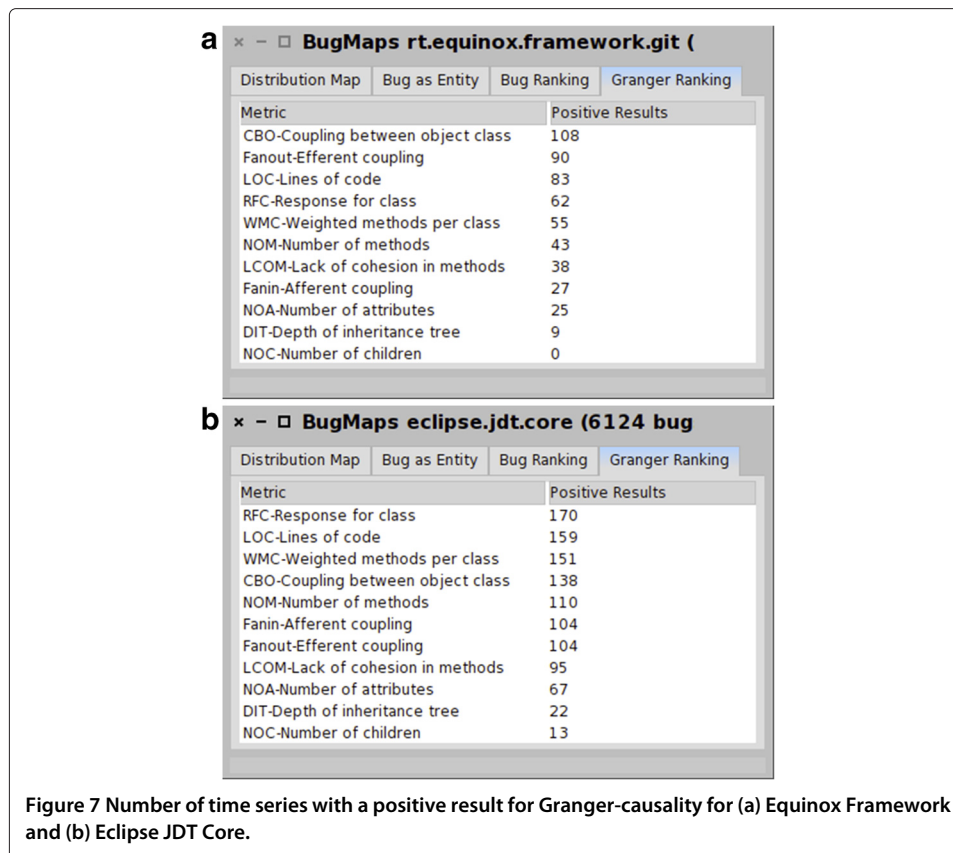 a
BugMaps rt.equinox.framework.git (
Distribution Map Bug as Entity Bug Ranking Granger Ranking
Metric Positive Results
CBO-Coupling between object class 108
Fanout-Efferent coupling 90
LOC-Lines of code 83
RFC-Response for class 62
WMC-Weighted methods per class 55
NOM-Number of methods 43
LCOM-Lack of cohesion in methods 38
Fanin-Afferent coupling 27
NOA-Number of attributes 25
DIT-Depth of inheritance tree 9
NOC-Number of children 0
b
BugMaps eclipse.jdt.core (6124 bug
Distribution Map Bug as Entity Bug Ranking Granger Ranking
Metric Positive Results
RFC-Response for class 170
LOC-Lines of code 159
WMC-Weighted methods per class 151
CBO-Coupling between object class 138
NOM-Number of methods 110
Fanin-Afferent coupling 104
Fanout-Efferent coupling 104
LCOM-Lack of cohesion in methods 95
NOA-Number of attributes 67
DIT-Depth of inheritance tree 22
NOC-Number of children 13
Figure 7 Number of time series with a positive result for Granger-causality for (a) Equinox Framework
and (b) Eclipse JDT Core.